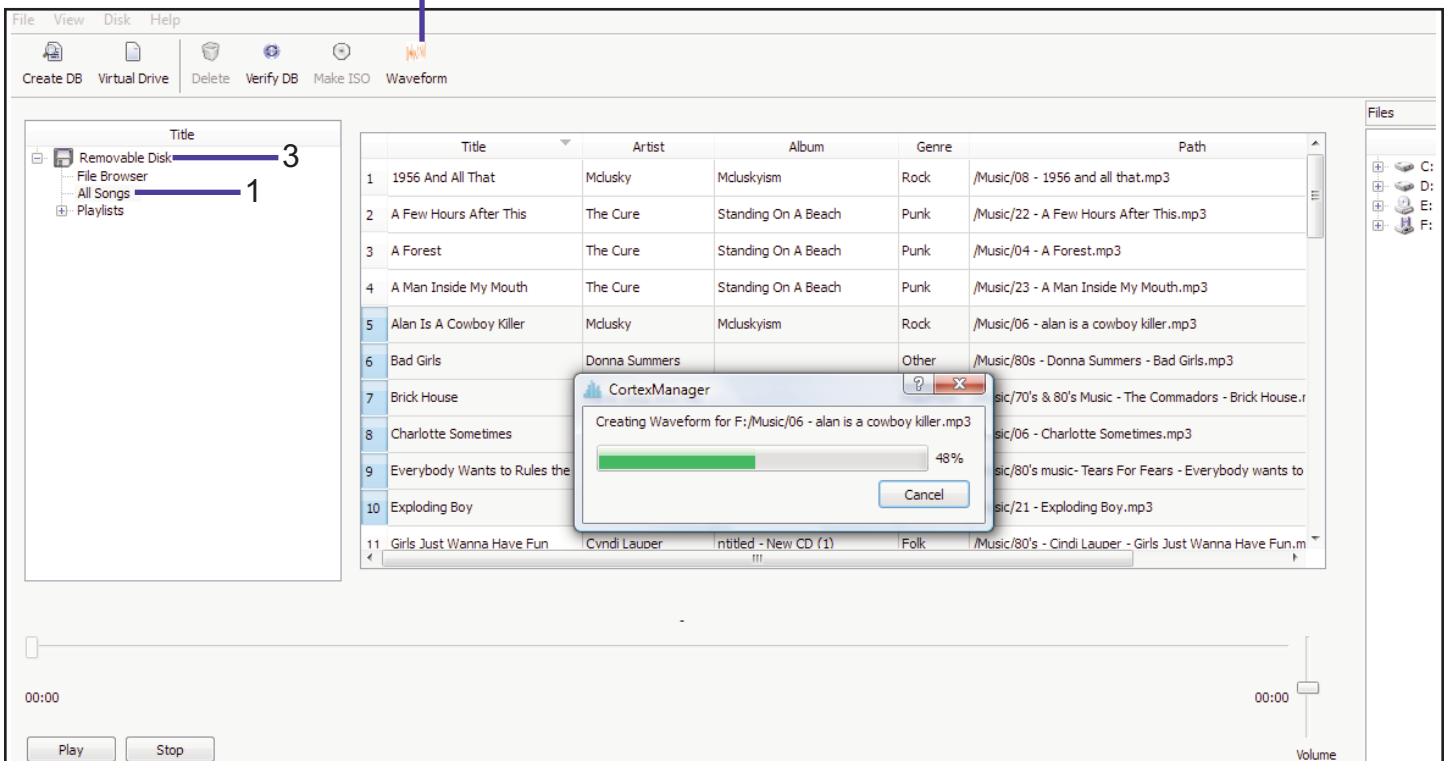 File View Disk Help
Create DB Virtual Drive Delete Verify DB Make ISO Waveform
Files
Title
Removable Disk 3
File Browser
All Songs 1
Playlists
Title Artist Album Genre Path
1 1956 And All That Mclusky Mcluskyism Rock /Music/08 - 1956 and all that.mp3
2 A Few Hours After This The Cure Standing On A Beach Punk /Music/22 - A Few Hours After This.mp3
3 A Forest The Cure Standing On A Beach Punk /Music/04 - A Forest.mp3
4 A Man Inside My Mouth The Cure Standing On A Beach Punk /Music/23 - A Man Inside My Mouth.mp3
5 Alan Is A Cowboy Killer Mclusky Mcluskyism Rock /Music/06 - alan is a cowboy killer.mp3
6 Bad Girls Donna Summers Other /Music/80s - Donna Summers - Bad Girls.mp3
7 Brick House sic/70's & 80's Music - The Commadors - Brick House.r
8 Charlotte Sometimes sic/06 - Charlotte Sometimes.mp3
9 Everybody Wants to Rules the sic/80's music- Tears For Fears - Everybody wants to
10 Exploding Boy sic/21 - Exploding Boy.mp3
11 Girls Just Wanna Have Fun Cyndi Lauper ntitled - New CD (1) Folk /Music/80's - Cindi Lauper - Girls Just Wanna Have Fun.m
CortexManager
Creating Waveform for F:/Music/06 - alan is a cowboy killer.mp3
48%
Cancel
C:
D:
E:
F:
-
00:00 00:00
Play Stop
Volume